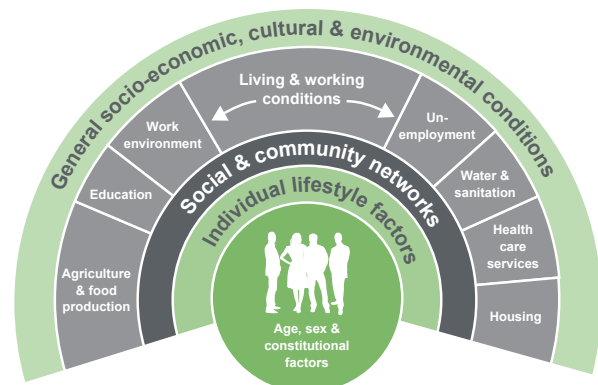 General socio-economic, cultural & environmental conditions
Living & working
conditions
Work
environment
Un-
employment
Education
Water &
sanitation
Agriculture
& food
production
Health
care
services
Housing
Social & community networks
Individual lifestyle factors
Age, sex &
constitutional
factors